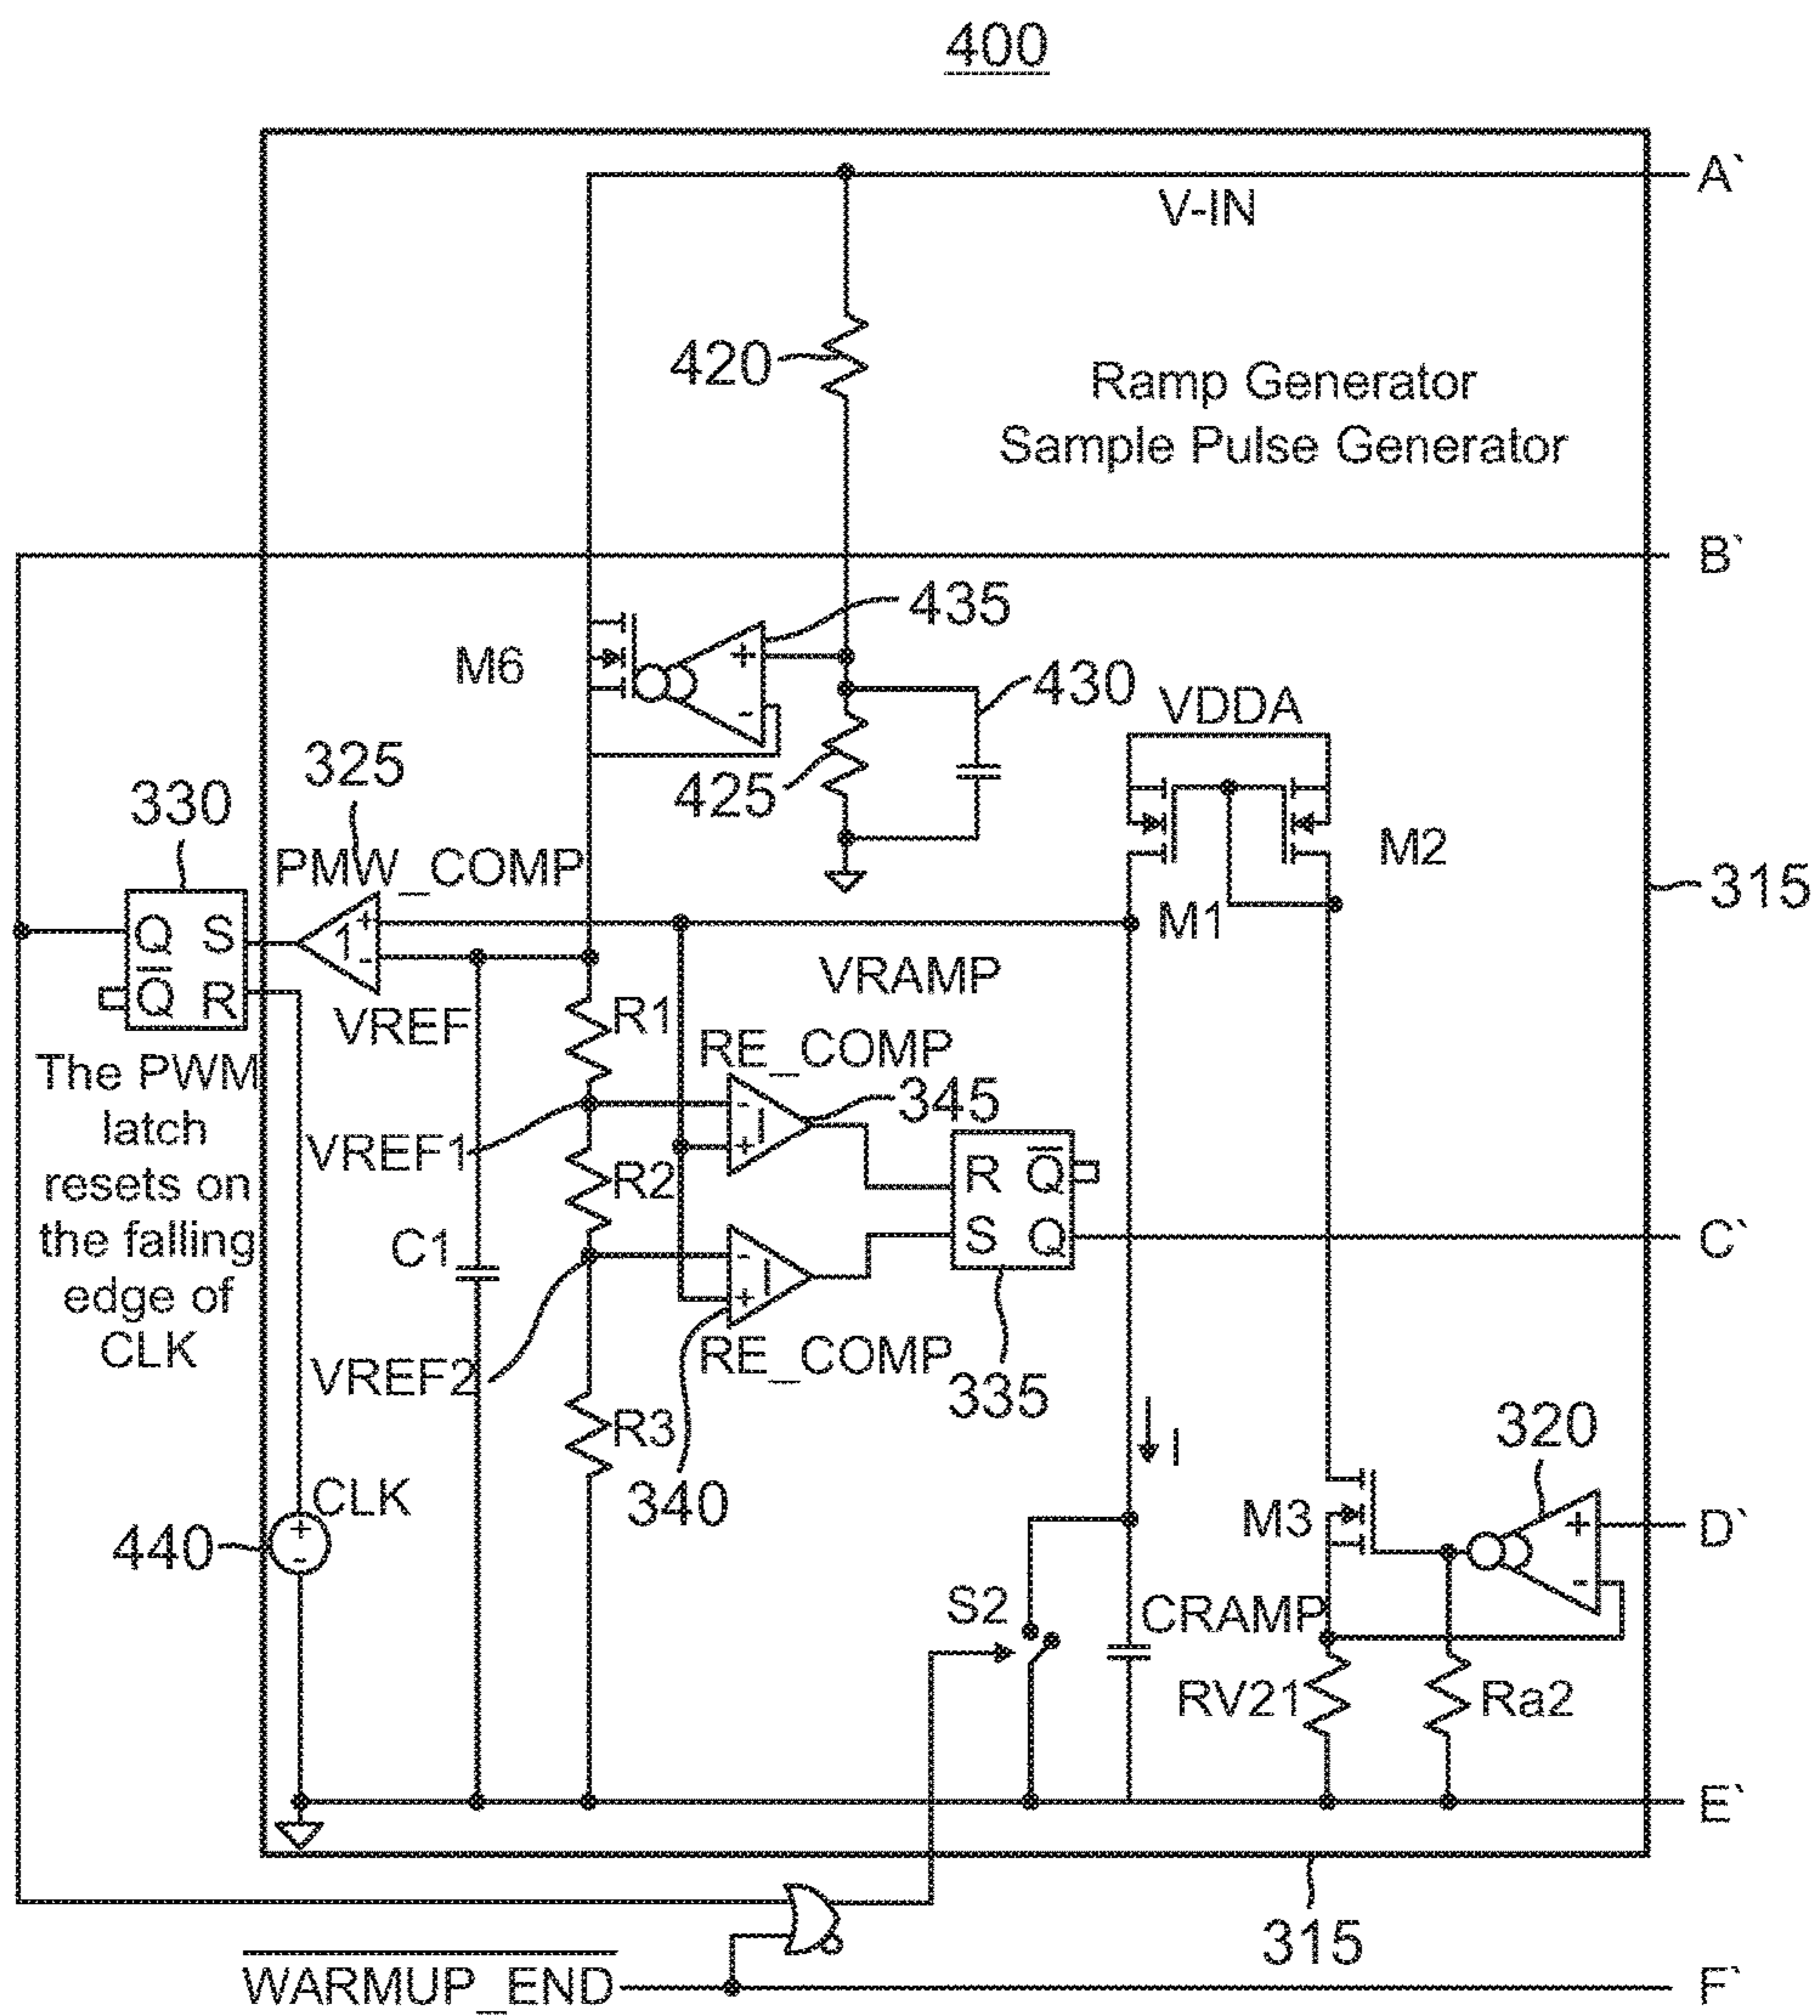 400
A`
V-IN
420
Ramp Generator
Sample Pulse Generator
B`
435
M6
+
-
430
VDDA
325
425
330
M2
PMW_COMP
315
Q S
Q R
+
-
M1
VRAMP
VREF
R1
RE_COMP
345
The PWM
latch
resets on
the falling
edge of
CLK
VREF1
-
+
R2
R Q
S Q
C1
C`
-
+
VREF2
RE_COMP
335
R3
I
320
340
CLK
M3
+
-
D`
440
+
-
S2
CRAMP
RV21
Ra2
E`
315
WARMUP_END
F`